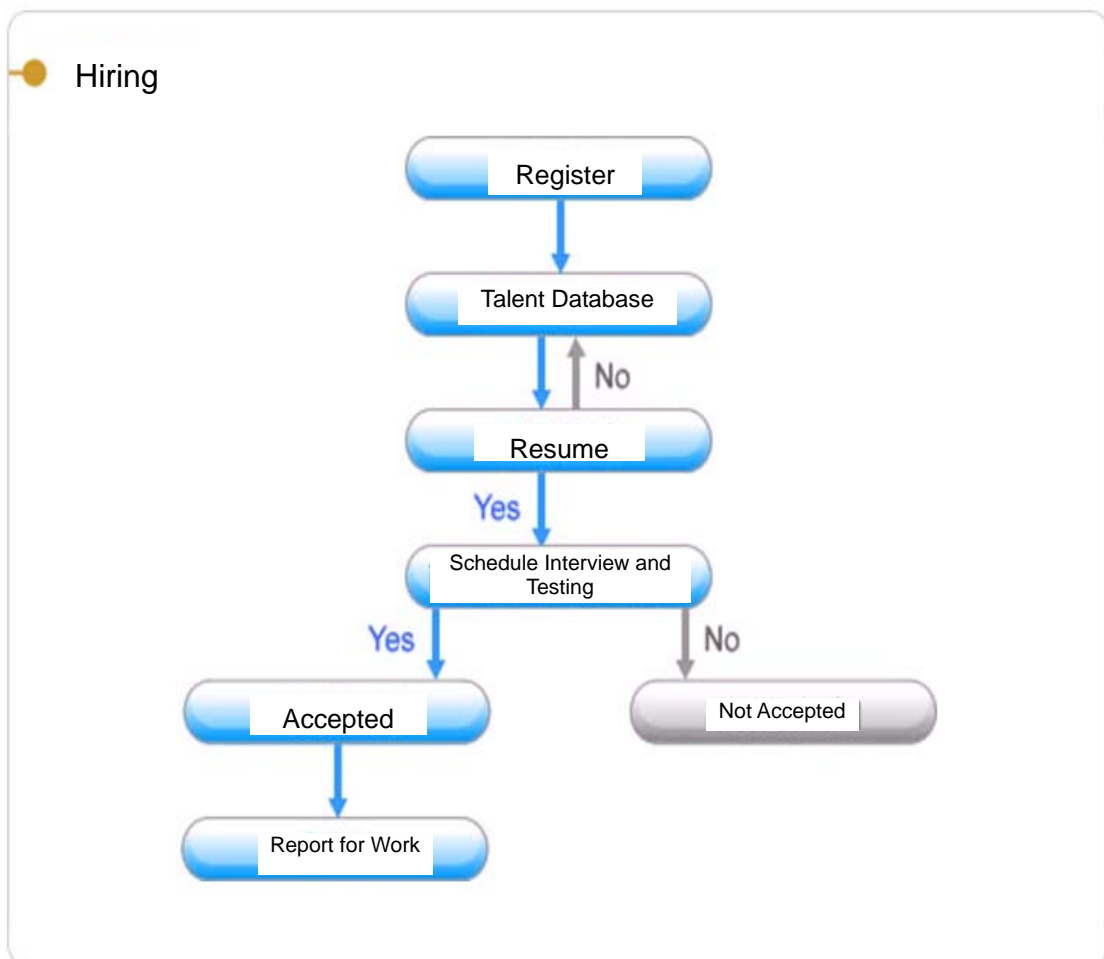 Hiring
Register
Talent Database
No
Resume
Yes
Schedule Interview and
Testing
Yes
No
Accepted
Not Accepted
Report for Work